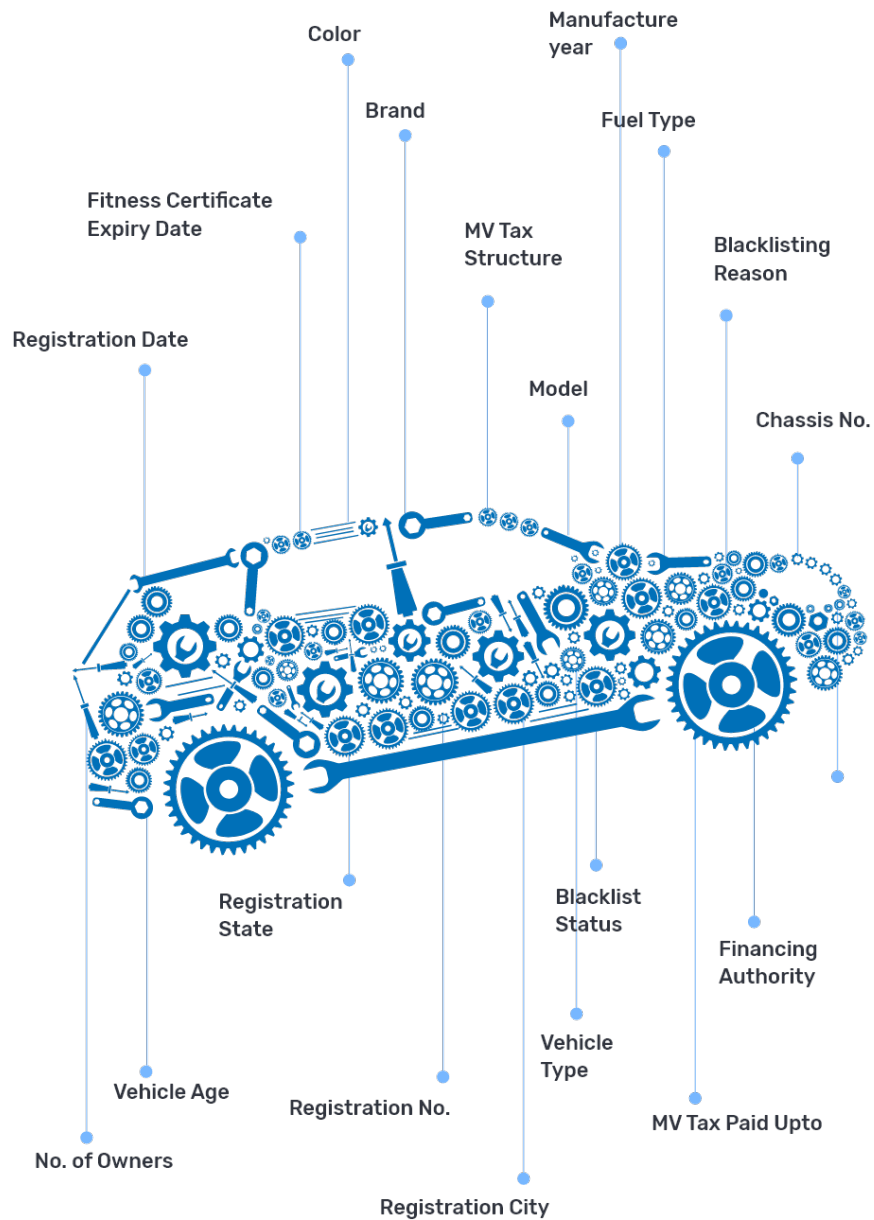 Manufacture
year
Color
Brand
Fuel Type
Fitness Certificate
Expiry Date
MV Tax
Structure
Blacklisting
Reason
Registration Date
Model
Chassis No.
Registration
State
Blacklist
Status
Financing
Authority
Vehicle
Type
Vehicle Age
Registration No.
MV Tax Paid Upto
No. of Owners
Registration City